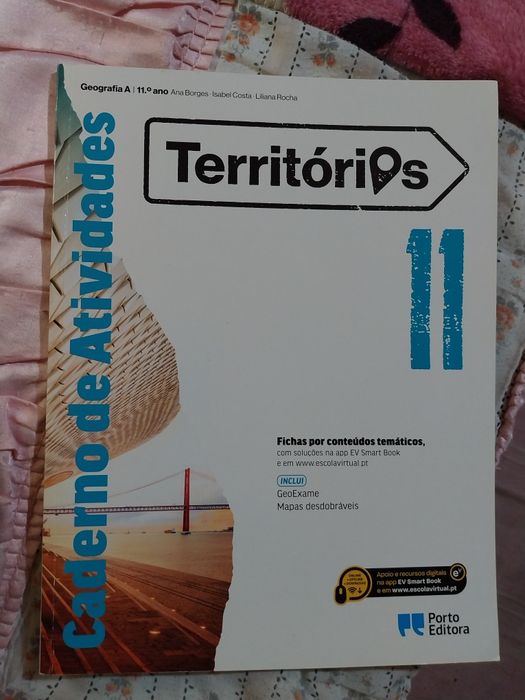 Geografia A | 11.º ano Ana Borges · Isabel Costa · Liliana Rocha
Territórios
11
Caderno de Atividades
Fichas por conteúdos temáticos,
com soluções na app EV Smart Book
e em www.escolavirtual.pt
INCLUI
GeoExame
Mapas desdobráveis
Apoio e recursos digitais
na app EV Smart Book
e em www.escolavirtual.pt
ev
Porto
Editora